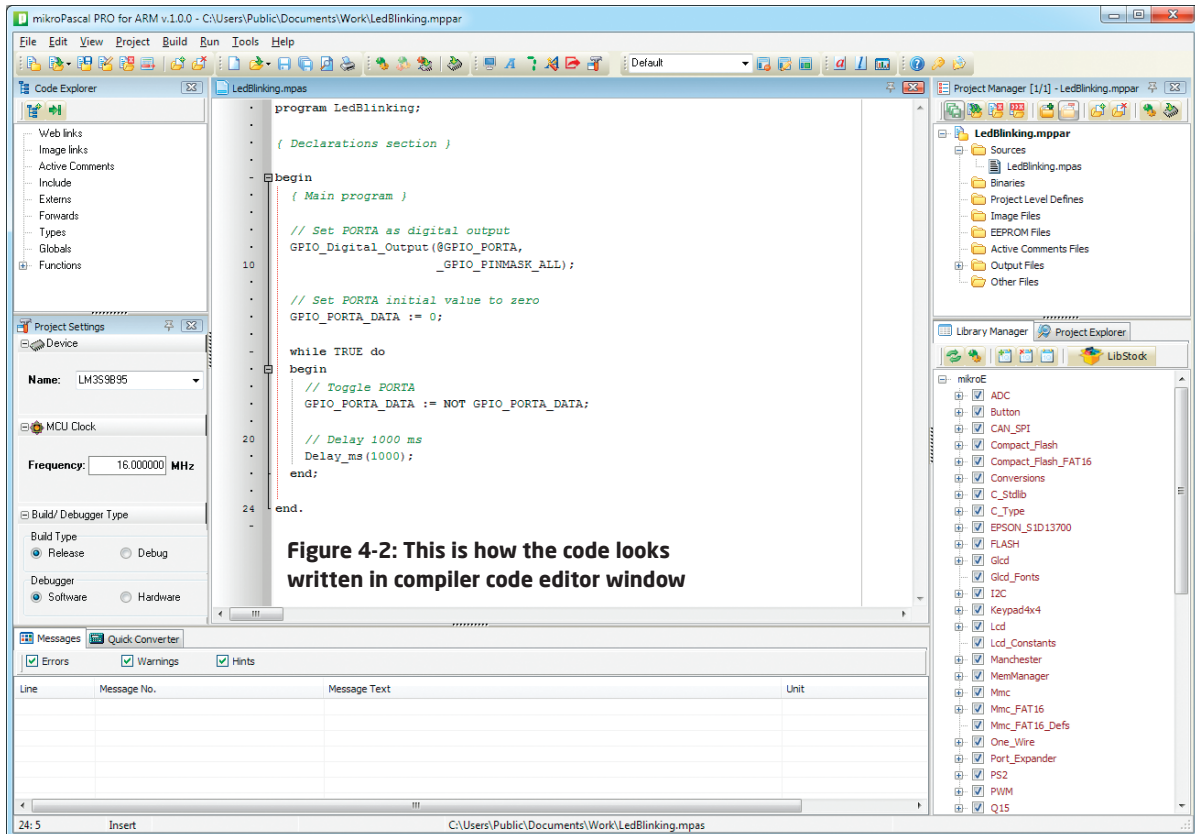 mikroPascal PRO for ARM v.1.0.0 - C:\Users\Public\Documents\Work\LedBlinking.mppar
File Edit View Project Build Run Tools Help
Default
Code Explorer
Web links
Image links
Active Comments
Include
Externs
Forwards
Types
Globals
Functions
Project Settings
Device
Name: LM3S9B95
MCU Clock
Frequency: 16.000000 MHz
Build/ Debugger Type
Build Type
Release Debug
Debugger
Software Hardware
LedBlinking.mpas
program LedBlinking;
{ Declarations section }
begin
{ Main program }
// Set PORTA as digital output
GPIO_Digital_Output(@GPIO_PORTA,
10 _GPIO_PINMASK_ALL);
// Set PORTA initial value to zero
GPIO_PORTA_DATA := 0;
while TRUE do
begin
// Toggle PORTA
GPIO_PORTA_DATA := NOT GPIO_PORTA_DATA;
20 // Delay 1000 ms
Delay_ms(1000);
end;
24 end.
Figure 4-2: This is how the code looks
written in compiler code editor window
Project Manager [1/1] - LedBlinking.mppar
LedBlinking.mppar
Sources
LedBlinking.mpas
Binaries
Project Level Defines
Image Files
EEPROM Files
Active Comments Files
Output Files
Other Files
Library Manager Project Explorer
LibStock
mikroE
ADC
Button
CAN_SPI
Compact_Flash
Compact_Flash_FAT16
Conversions
C_Stdlib
C_Type
EPSON_S1D13700
FLASH
Glcd
Glcd_Fonts
I2C
Keypad4x4
Lcd
Lcd_Constants
Manchester
MemManager
Mmc
Mmc_FAT16
Mmc_FAT16_Defs
One_Wire
Port_Expander
PS2
PWM
Q15
Messages Quick Converter
Errors Warnings Hints
Line Message No. Message Text Unit
24: 5 Insert C:\Users\Public\Documents\Work\LedBlinking.mpas